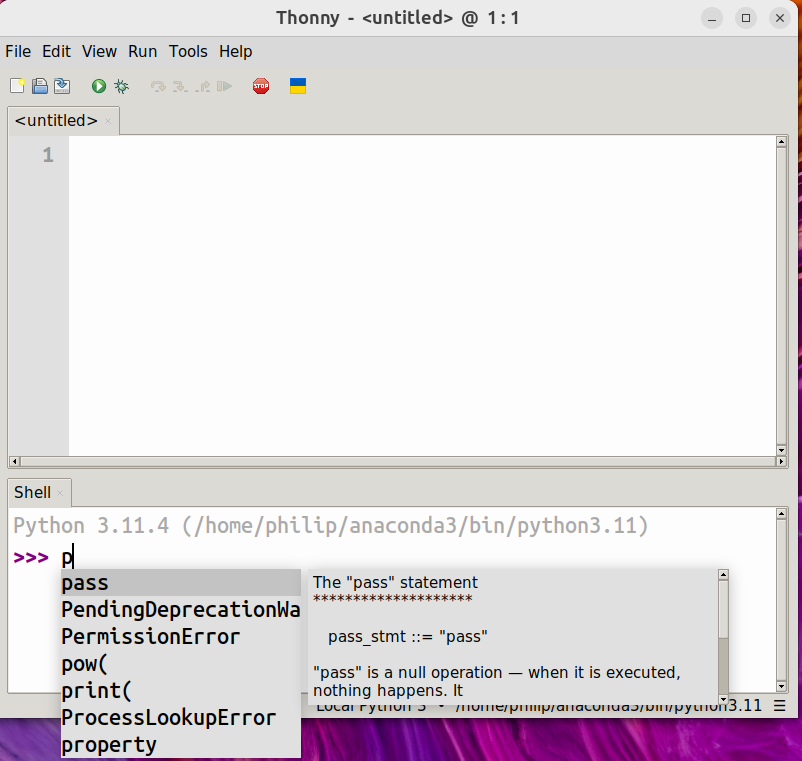 Thonny - <untitled> @ 1:1
File Edit View Run Tools Help
STOP
<untitled>
1
Shell
Python 3.11.4 (/home/philip/anaconda3/bin/python3.11)
>>> p
pass
PendingDeprecationWa
PermissionError
pow(
print(
ProcessLookupError
property
The "pass" statement
********************
pass_stmt ::= "pass"
"pass" is a null operation — when it is executed,
nothing happens. It
Local Python 3 • /home/philip/anaconda3/bin/python3.11 ☰